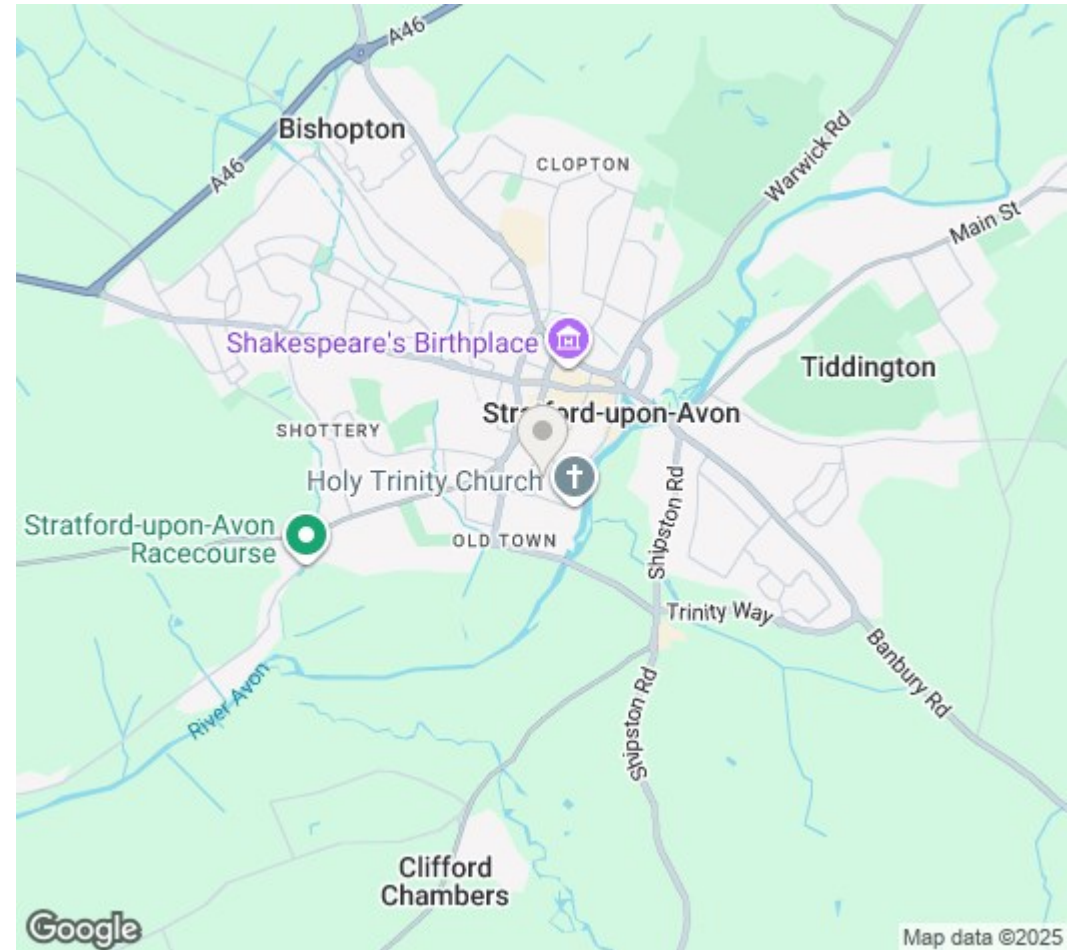 A46
Bishopton
CLOPTON
Warwick Rd
A46
Main St
Shakespeare's Birthplace
Tiddington
Stratford-upon-Avon
SHOTTERY
Holy Trinity Church
Shipston Rd
Stratford-upon-Avon
Racecourse
OLD TOWN
Trinity Way
Banbury Rd
River Avon
Shipston Rd
Clifford
Chambers
Google
Map data ©2025